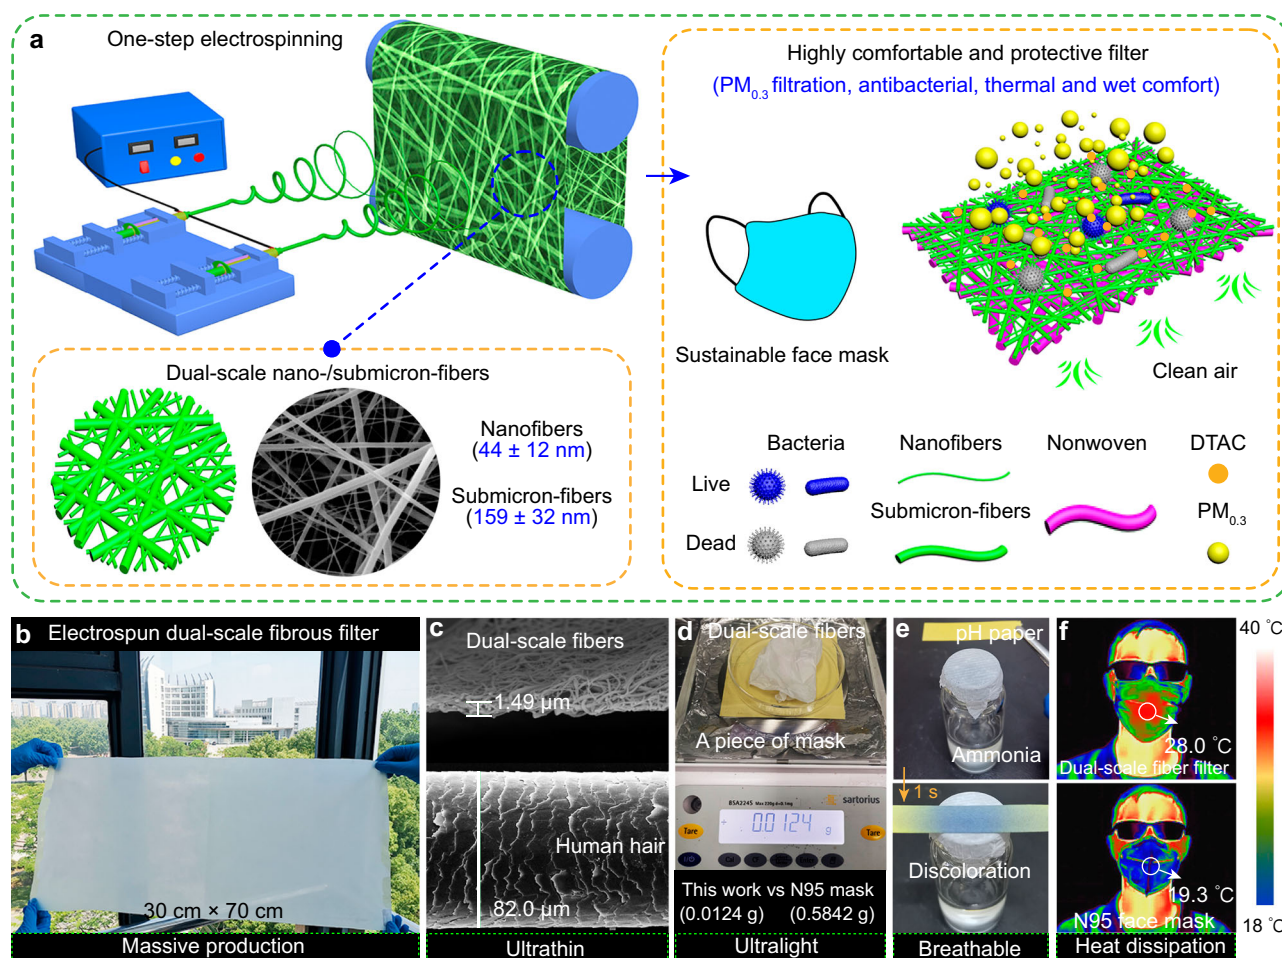 a
One-step electrospinning
Highly comfortable and protective filter
(PM0.3 filtration, antibacterial, thermal and wet comfort)
Sustainable face mask
Clean air
Dual-scale nano-/submicron-fibers
Nanofibers
(44 ± 12 nm)
Submicron-fibers
(159 ± 32 nm)
Bacteria
Nanofibers
Nonwoven
DTAC
Live
Submicron-fibers
PM0.3
Dead
b
Electrospun dual-scale fibrous filter
30 cm × 70 cm
Massive production
c
Dual-scale fibers
1.49 μm
Human hair
82.0 μm
Ultrathin
d
Dual-scale fibers
A piece of mask
BSA224S
sartorius
Tare
0.0124 g
Tare
This work vs N95 mask
(0.0124 g) (0.5842 g)
Ultralight
e
pH paper
Ammonia
1 s
Discoloration
Breathable
f
40 °C
28.0 °C
Dual-scale fiber filter
19.3 °C
N95 face mask
18 °C
Heat dissipation